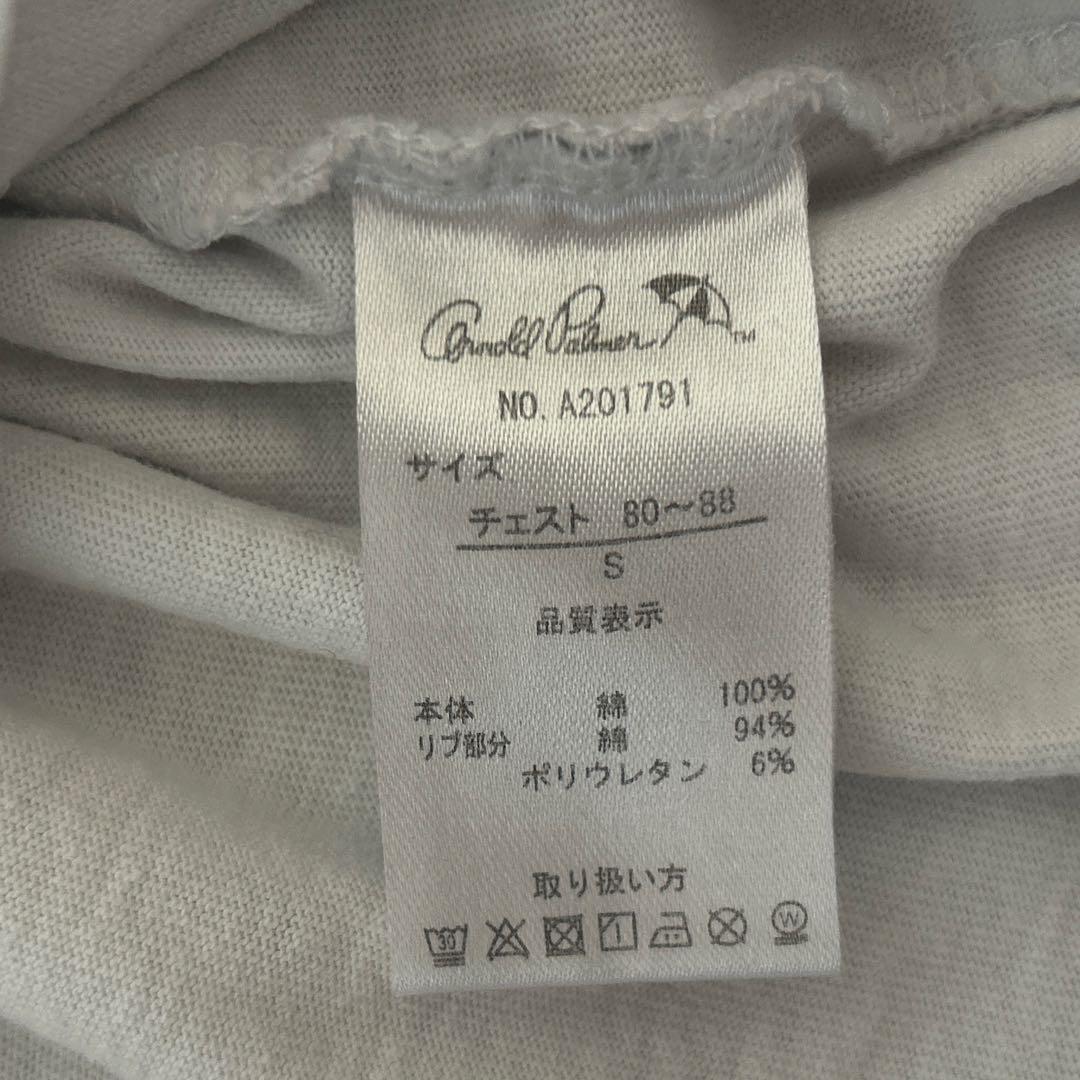 Arnold Palmer TM
NO. A201791
サイズ
チェスト 80～88
S
品質表示
本体 綿 100%
リブ部分 綿 94%
ポリウレタン 6%
取り扱い方
30 W